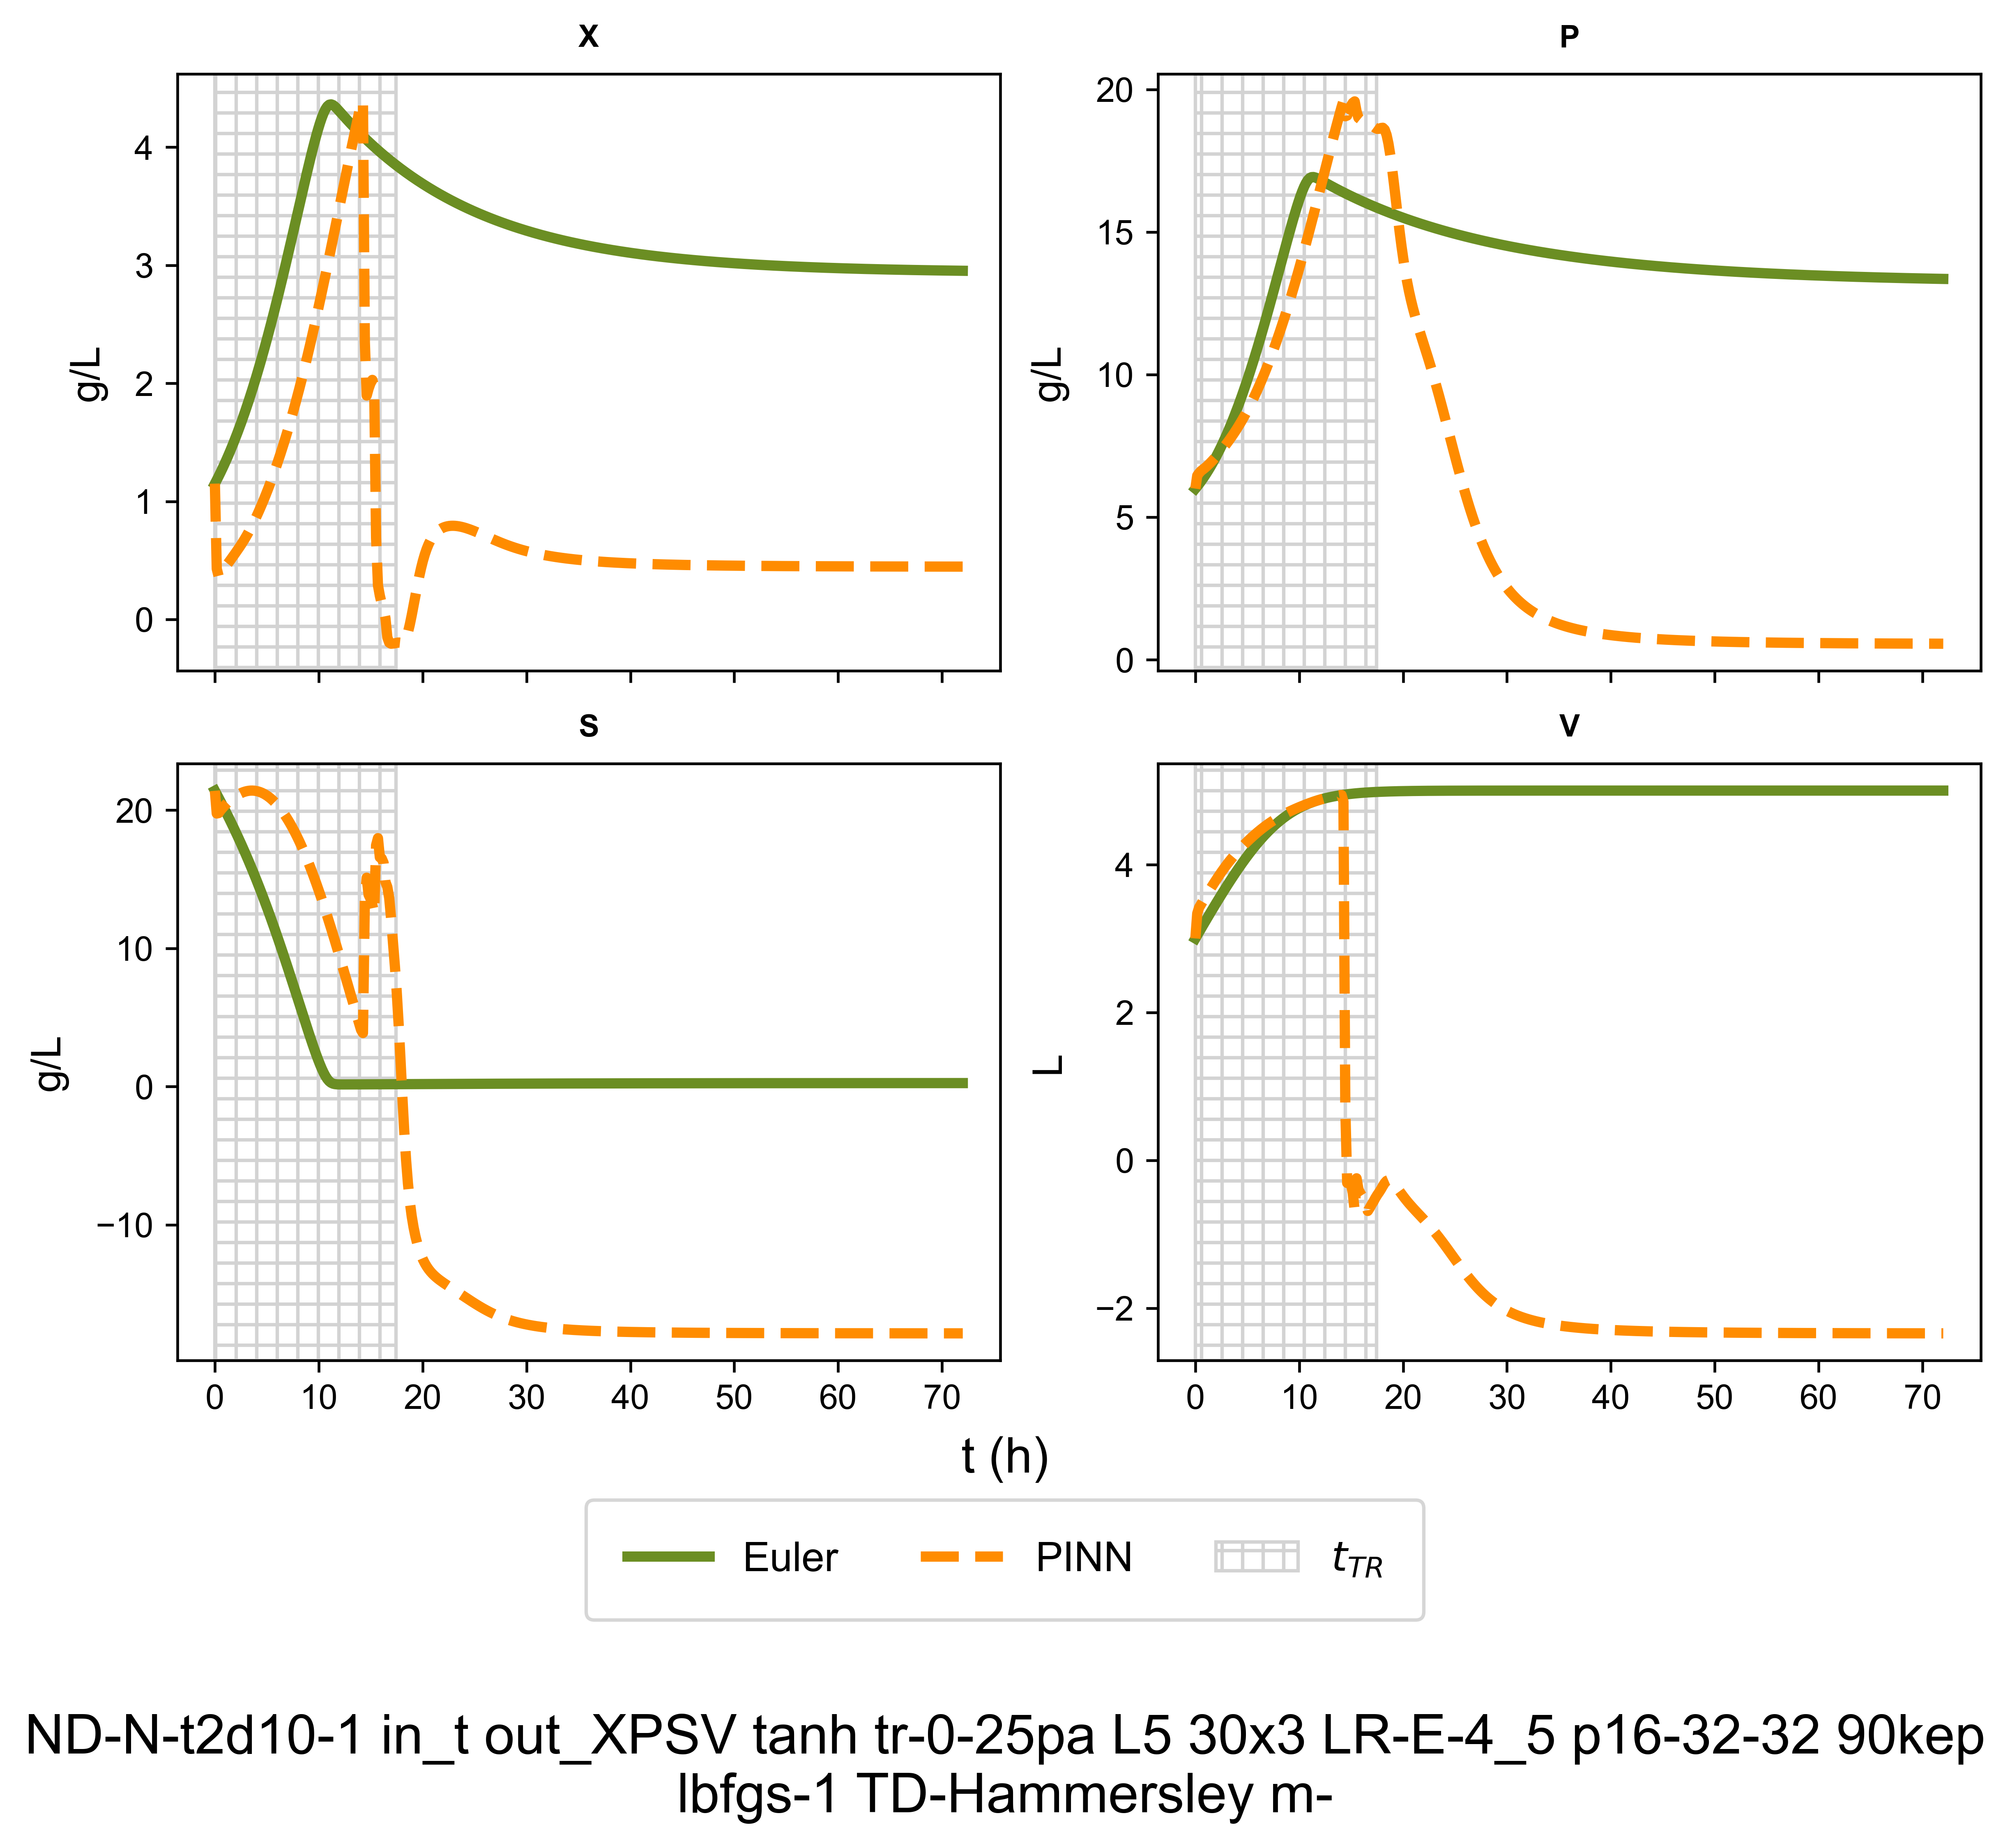 X
P
4
3
2
1
0
g/L
20
15
10
5
0
g/L
S
V
20
10
0
−10
g/L
0 10 20 30 40 50 60 70
4
2
0
−2
L
0 10 20 30 40 50 60 70
t (h)
Euler PINN tTR
ND-N-t2d10-1 in_t out_XPSV tanh tr-0-25pa L5 30x3 LR-E-4_5 p16-32-32 90kep
lbfgs-1 TD-Hammersley m-